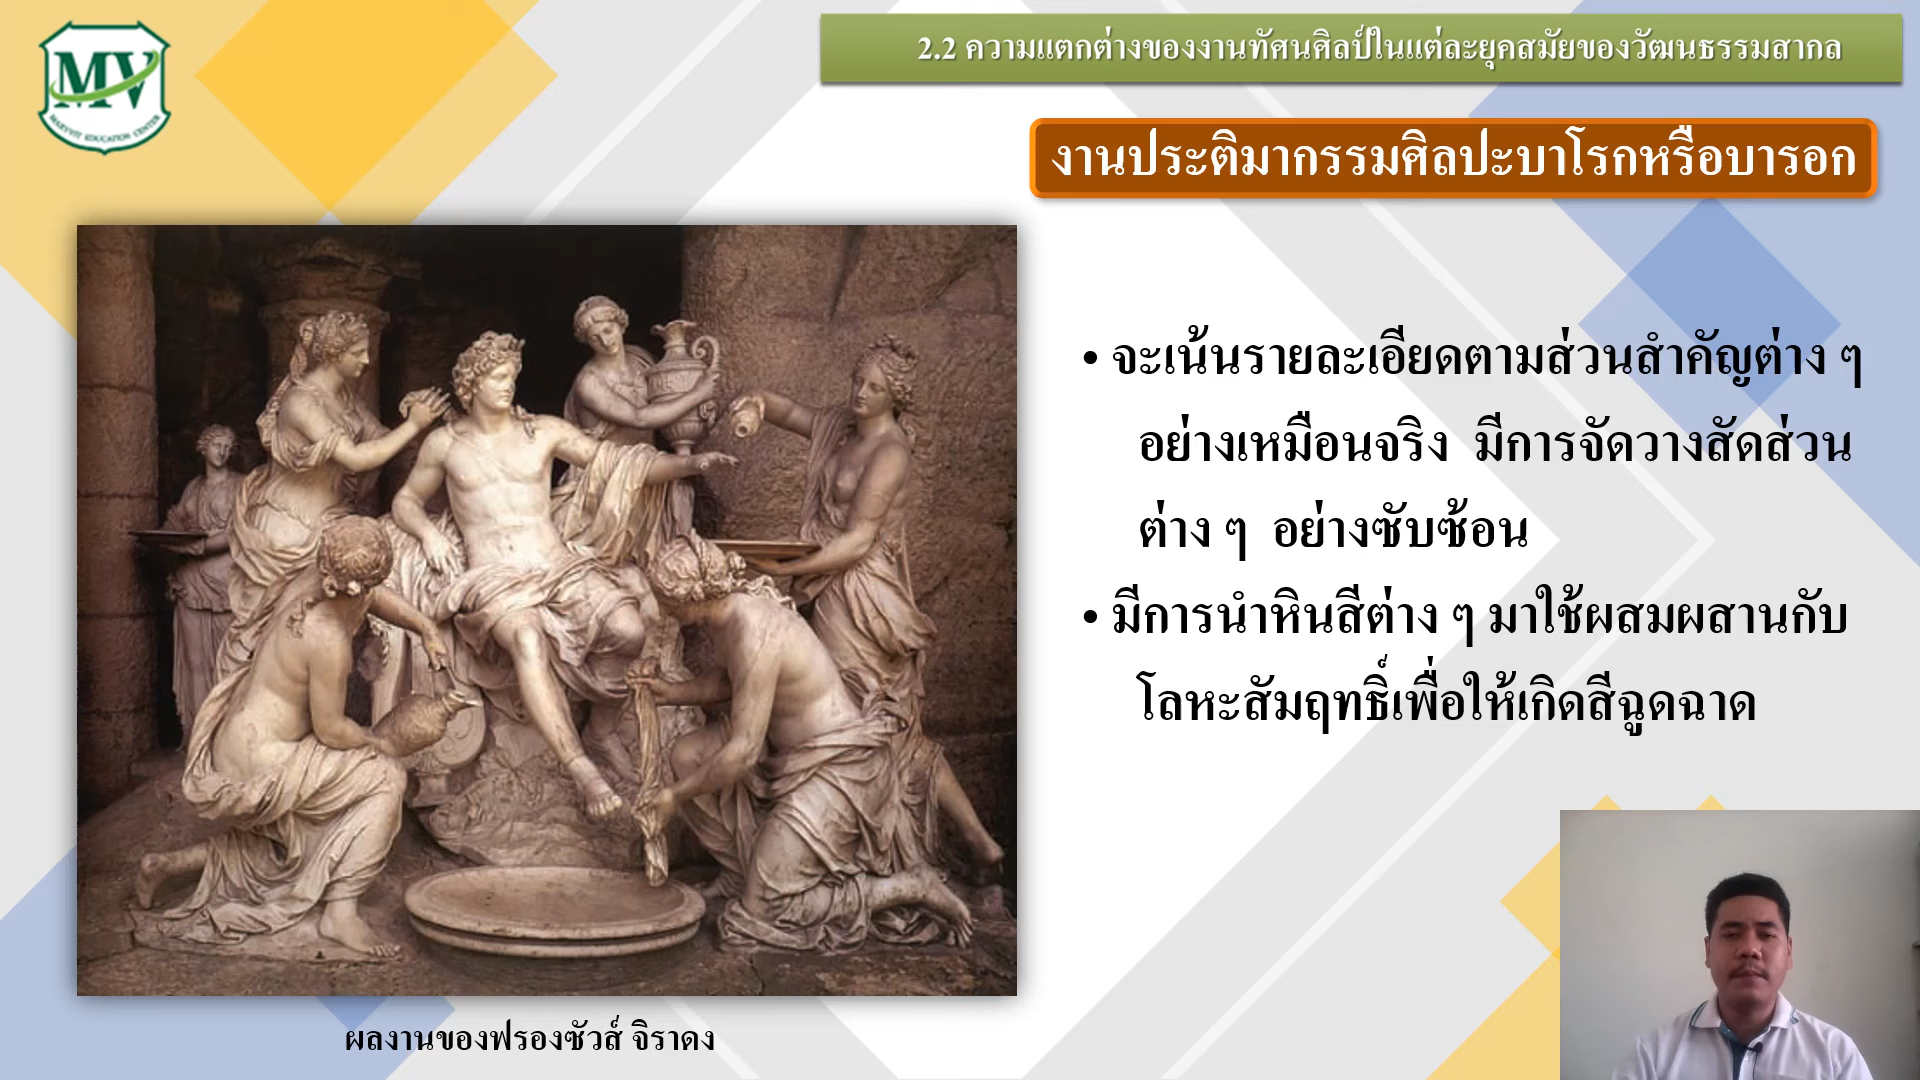 MV
MARYVIT EDUCATION CENTER
2.2 ความแตกต่างของงานทัศนศิลป์ในแต่ละยุคสมัยของวัฒนธรรมสากล
งานประติมากรรมศิลปะบาโรกหรือบารอก
• จะเน้นรายละเอียดตามส่วนสำคัญต่าง ๆ
อย่างเหมือนจริง มีการจัดวางสัดส่วน
ต่าง ๆ อย่างซับซ้อน
• มีการนำหินสีต่าง ๆ มาใช้ผสมผสานกับ
โลหะสัมฤทธิ์เพื่อให้เกิดสีฉูดฉาด
ผลงานของฟรองซัวส์ จิราดง